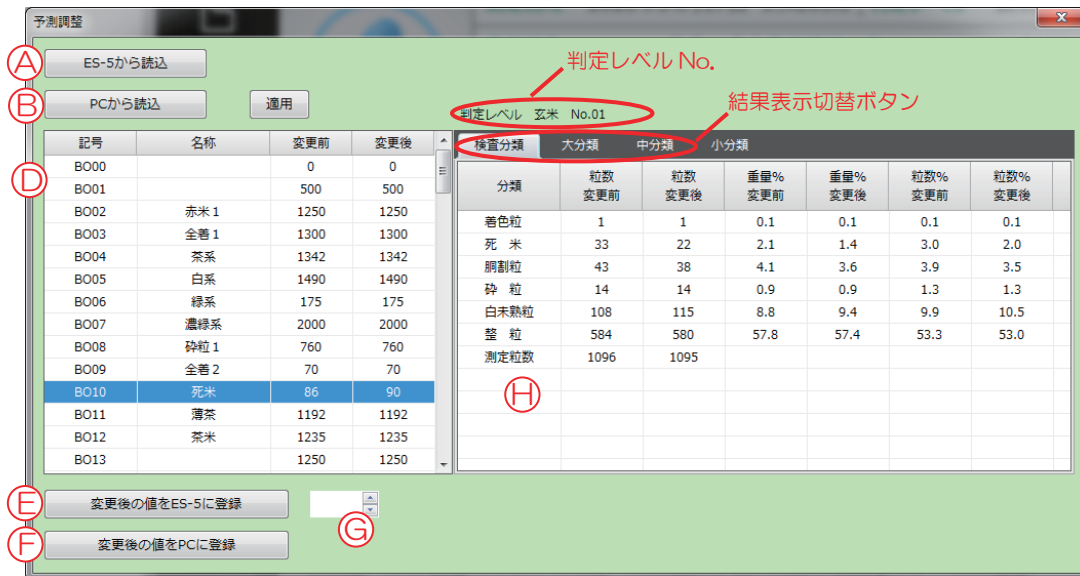 予測調整
A
ES-5から読込
判定レベル No.
B
PCから読込
適用
結果表示切替ボタン
判定レベル 玄米 No.01
D
記号 名称 変更前 変更後
BO00 0 0
BO01 500 500
BO02 赤米1 1250 1250
BO03 全着1 1300 1300
BO04 茶系 1342 1342
BO05 白系 1490 1490
BO06 緑系 175 175
BO07 濃緑系 2000 2000
BO08 砕粒1 760 760
BO09 全着2 70 70
BO10 死米 86 90
BO11 薄茶 1192 1192
BO12 茶米 1235 1235
BO13 1250 1250
検査分類 大分類 中分類 小分類
分類 粒数変更前 粒数変更後 重量%変更前 重量%変更後 粒数%変更前 粒数%変更後
着色粒 1 1 0.1 0.1 0.1 0.1
死 米 33 22 2.1 1.4 3.0 2.0
胴割粒 43 38 4.1 3.6 3.9 3.5
砕 粒 14 14 0.9 0.9 1.3 1.3
白未熟粒 108 115 8.8 9.4 9.9 10.5
整 粒 584 580 57.8 57.4 53.3 53.0
測定粒数 1096 1095
H
E
変更後の値をES-5に登録
G
F
変更後の値をPCに登録